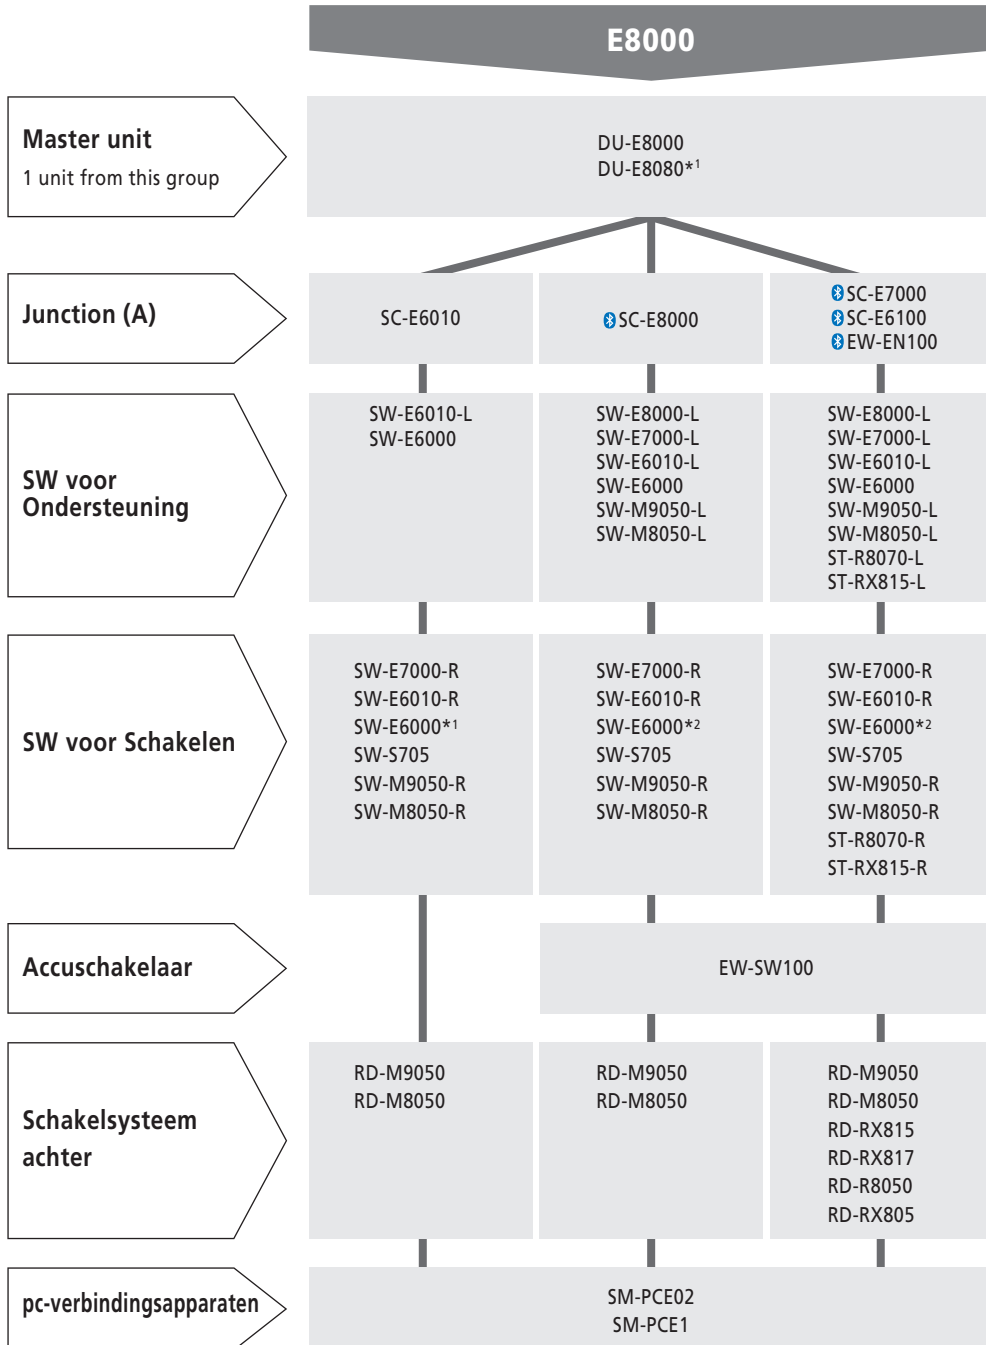 E8000
Master unit
1 unit from this group
DU-E8000
DU-E8080*1
Junction (A)
SC-E6010
SC-E8000
SC-E7000
SC-E6100
EW-EN100
SW voor
Ondersteuning
SW-E6010-L
SW-E6000
SW-E8000-L
SW-E7000-L
SW-E6010-L
SW-E6000
SW-M9050-L
SW-M8050-L
SW-E8000-L
SW-E7000-L
SW-E6010-L
SW-E6000
SW-M9050-L
SW-M8050-L
ST-R8070-L
ST-RX815-L
SW voor Schakelen
SW-E7000-R
SW-E6010-R
SW-E6000*1
SW-S705
SW-M9050-R
SW-M8050-R
SW-E7000-R
SW-E6010-R
SW-E6000*2
SW-S705
SW-M9050-R
SW-M8050-R
SW-E7000-R
SW-E6010-R
SW-E6000*2
SW-S705
SW-M9050-R
SW-M8050-R
ST-R8070-R
ST-RX815-R
Accuschakelaar
EW-SW100
Schakelsysteem
achter
RD-M9050
RD-M8050
RD-M9050
RD-M8050
RD-M9050
RD-M8050
RD-RX815
RD-RX817
RD-R8050
RD-RX805
pc-verbindingsapparaten
SM-PCE02
SM-PCE1